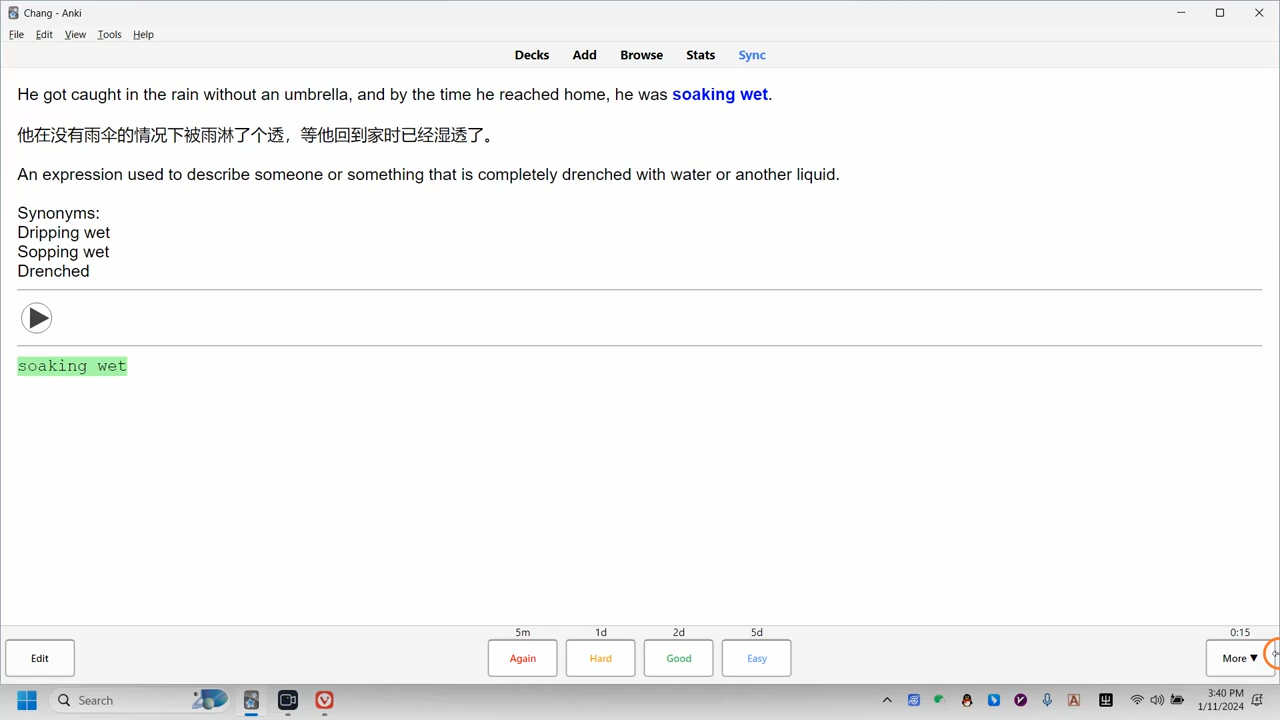 Chang - Anki
File Edit View Tools Help
Decks Add Browse Stats Sync
He got caught in the rain without an umbrella, and by the time he reached home, he was soaking wet.
他在没有雨伞的情况下被雨淋了个透，等他回到家时已经湿透了。
An expression used to describe someone or something that is completely drenched with water or another liquid.
Synonyms:
Dripping wet
Sopping wet
Drenched
soaking wet
5m 1d 2d 5d 0:15
Edit Again Hard Good Easy More
Search
3:40 PM
1/11/2024